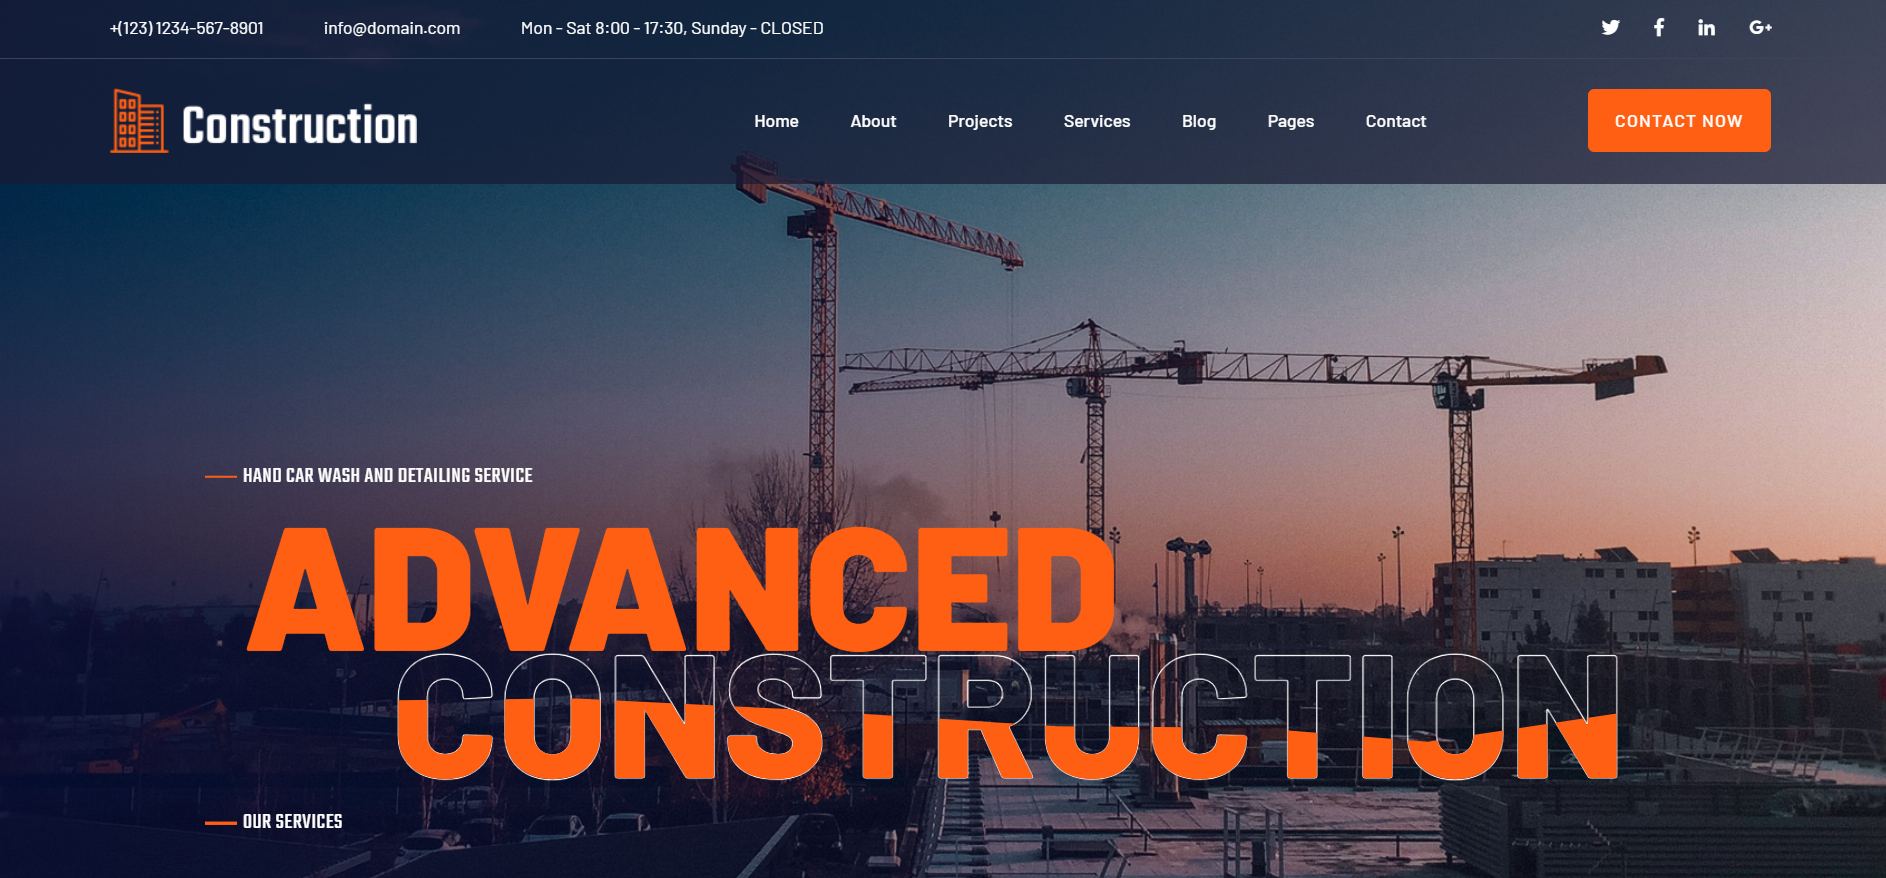 +(123) 1234-567-8901 info@domain.com Mon - Sat 8:00 - 17:30, Sunday - CLOSED
Construction Home About Projects Services Blog Pages Contact CONTACT NOW
HAND CAR WASH AND DETAILING SERVICE
ADVANCED
CONSTRUCTION
OUR SERVICES